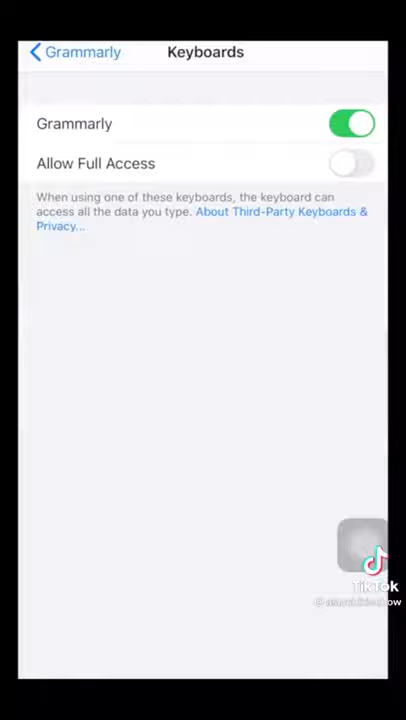 Grammarly
Keyboards
Grammarly
Allow Full Access
When using one of these keyboards, the keyboard can
access all the data you type. About Third-Party Keyboards &
Privacy...
TikTok